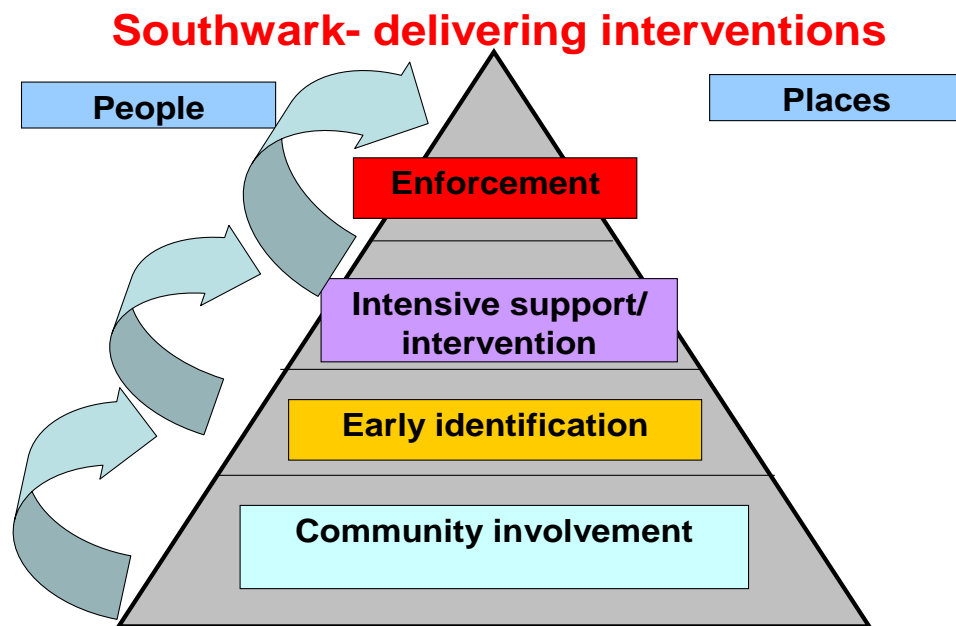 Southwark- delivering interventions
People
Places
Enforcement
Intensive support/
intervention
Early identification
Community involvement